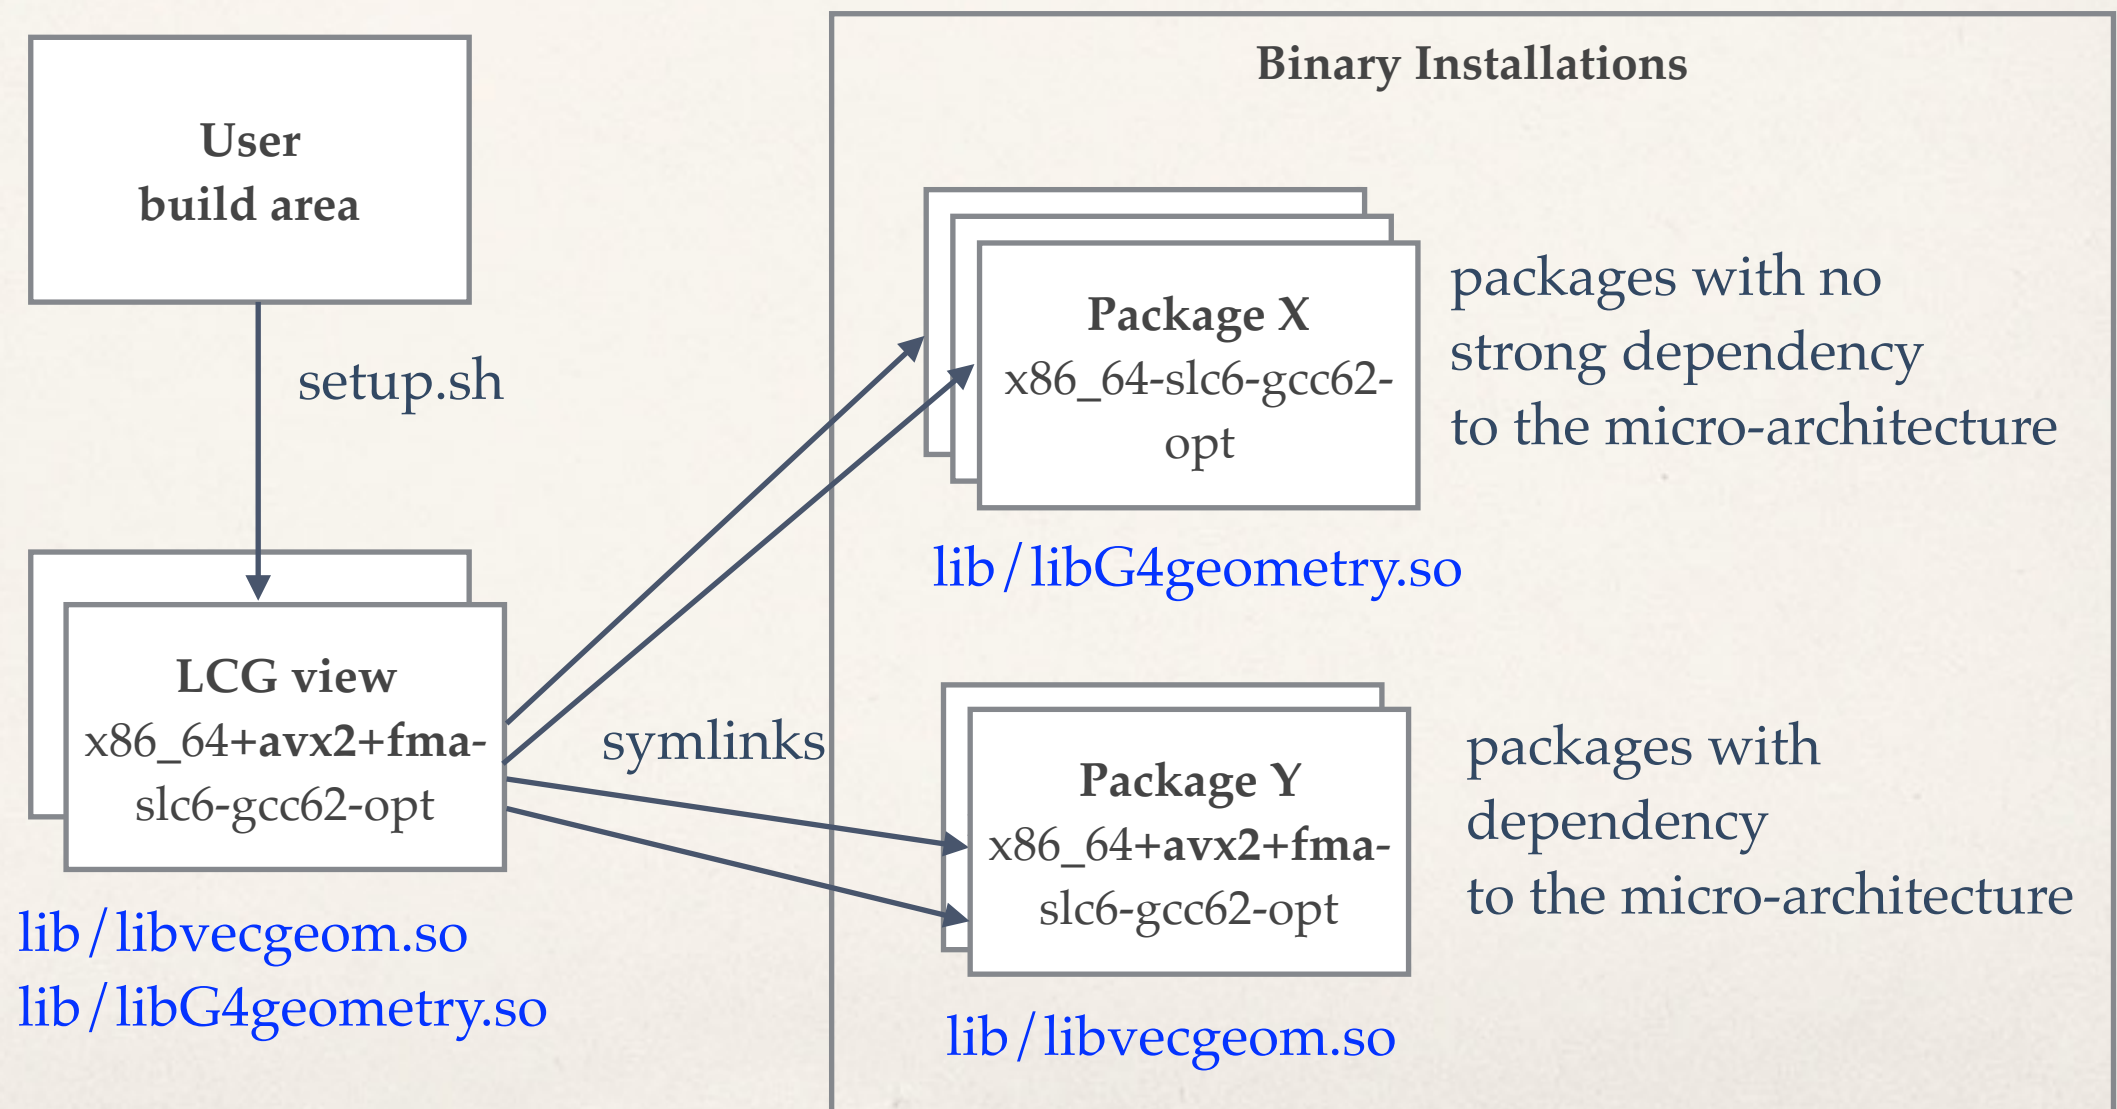 Binary Installations
User
build area
setup.sh
Package X
x86_64-slc6-gcc62-
opt
packages with no
strong dependency
to the micro-architecture
lib/libG4geometry.so
LCG view
x86_64+avx2+fma-
slc6-gcc62-opt
symlinks
Package Y
x86_64+avx2+fma-
slc6-gcc62-opt
packages with
dependency
to the micro-architecture
lib/libvecgeom.so
lib/libG4geometry.so
lib/libvecgeom.so